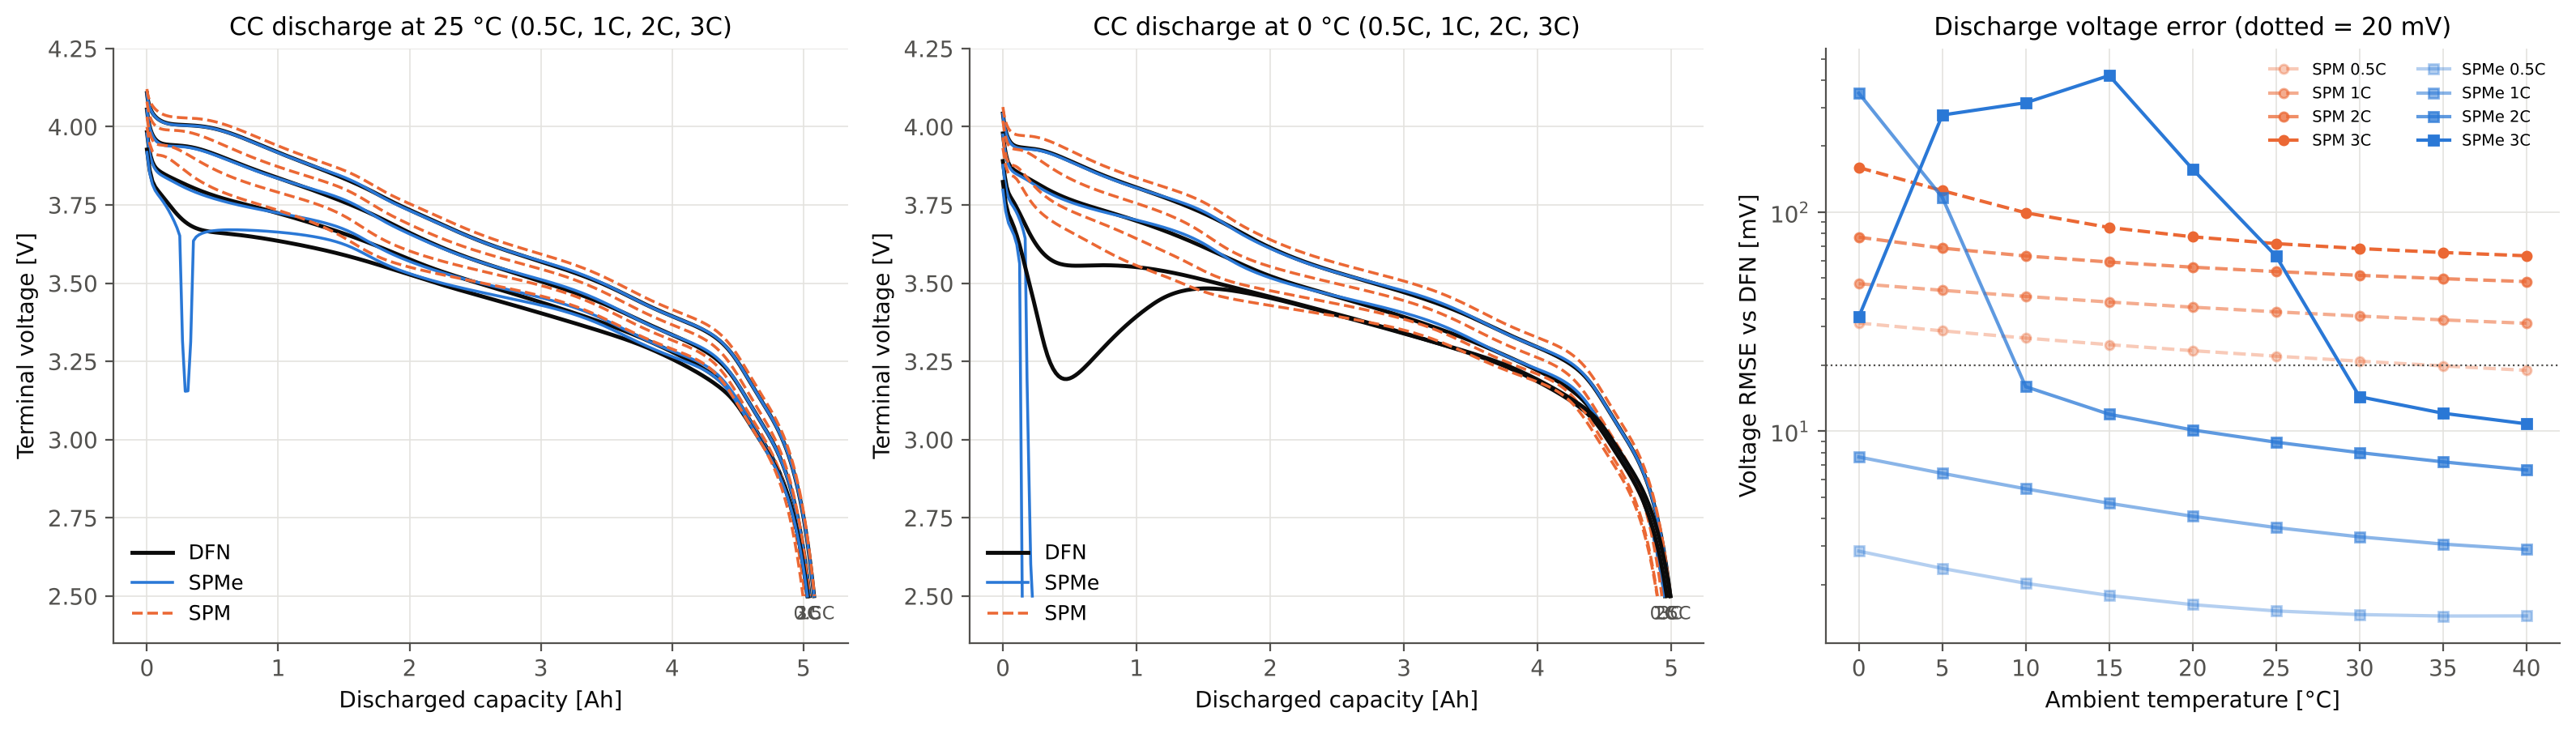 CC discharge at 25 °C (0.5C, 1C, 2C, 3C)
4.25
4.00
3.75
3.50
3.25
3.00
2.75
2.50
Terminal voltage [V]
DFN
SPMe
SPM
0 1 2 3 4 5
Discharged capacity [Ah]
CC discharge at 0 °C (0.5C, 1C, 2C, 3C)
4.25
4.00
3.75
3.50
3.25
3.00
2.75
2.50
Terminal voltage [V]
DFN
SPMe
SPM
0 1 2 3 4 5
Discharged capacity [Ah]
Discharge voltage error (dotted = 20 mV)
SPM 0.5C
SPM 1C
SPM 2C
SPM 3C
SPMe 0.5C
SPMe 1C
SPMe 2C
SPMe 3C
10²
10¹
Voltage RMSE vs DFN [mV]
0 5 10 15 20 25 30 35 40
Ambient temperature [°C]